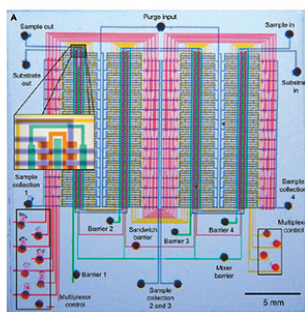 A
Purge input
Sample out
Sample in
Substrate
out
Substrate
in
Sample
collection
1
Sample
collection
4
Barrier 2
Sandwich
barrier
Barrier 3
Barrier 4
Multiplexor
control
Barrier 1
Mixer
barrier
Multiplexor
control
Sample
collection
2 and 3
5 mm